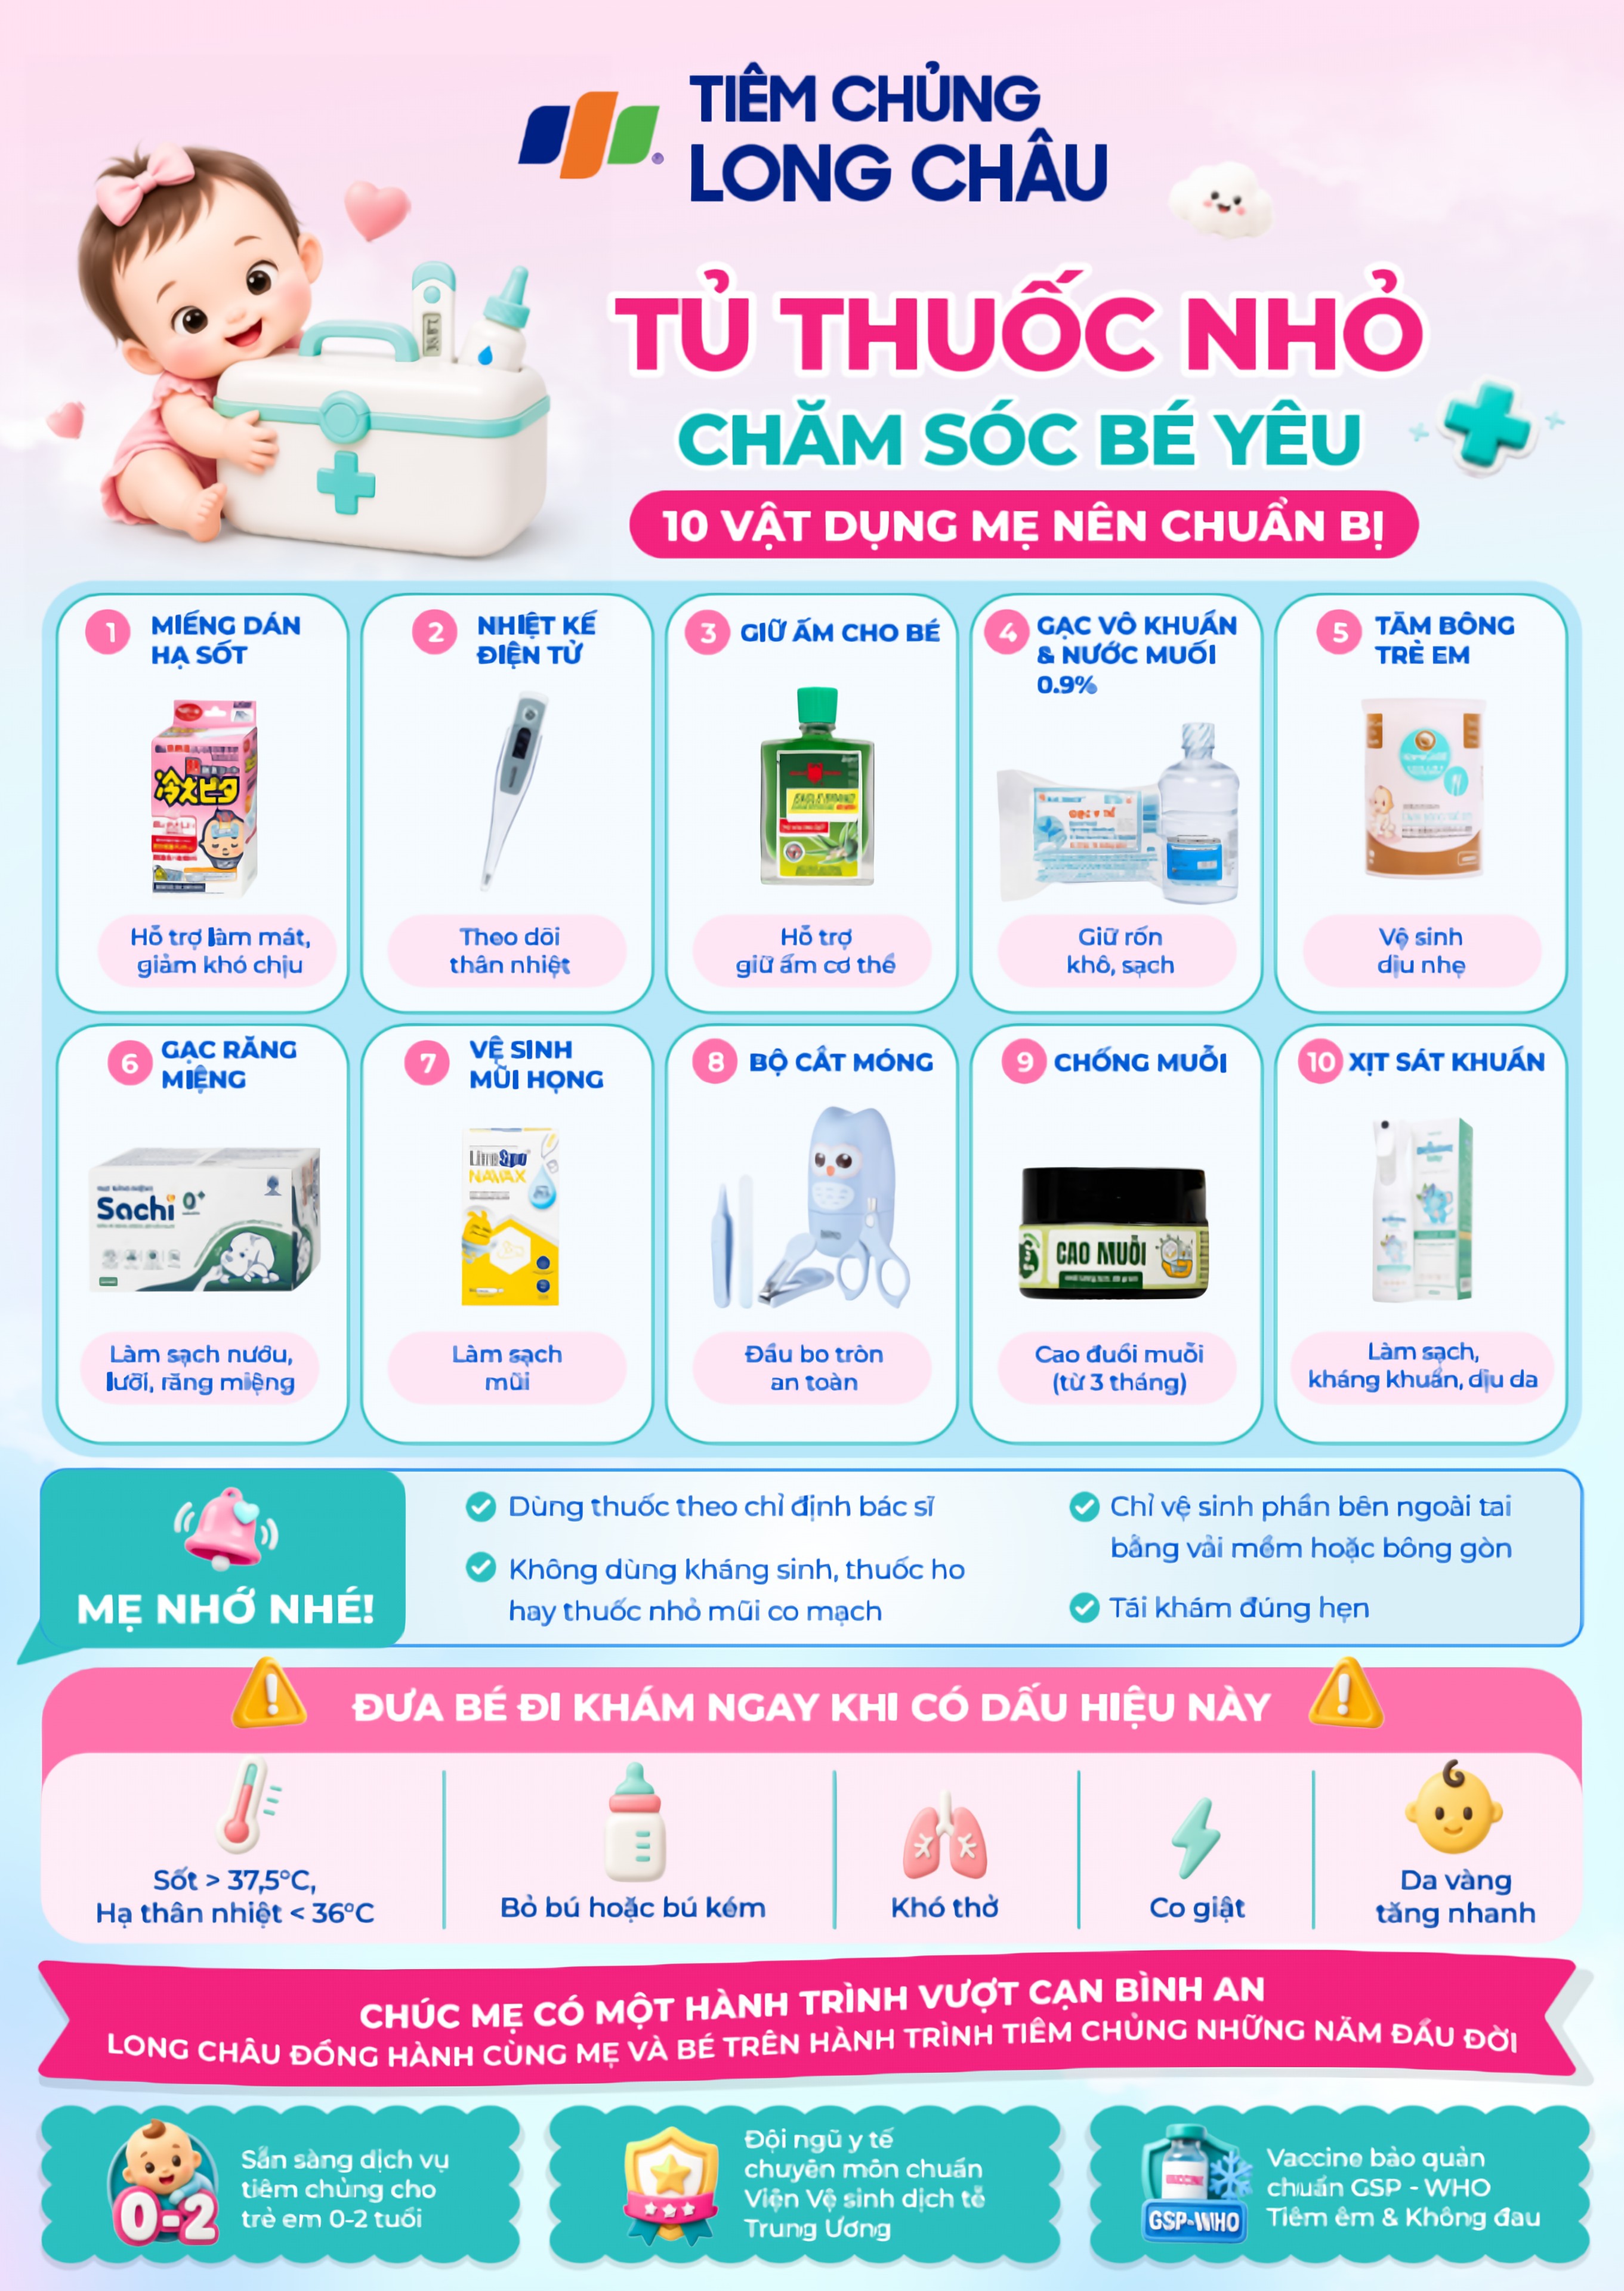 TIÊM CHỦNG
LONG CHÂU
TỦ THUỐC NHỎ
CHĂM SÓC BÉ YÊU
10 VẬT DỤNG MẸ NÊN CHUẨN BỊ
1 MIẾNG DÁN
HẠ SỐT
冷えピタ
Hỗ trợ làm mát,
giảm khó chịu
2 NHIỆT KẾ
ĐIỆN TỬ
Theo dõi
thân nhiệt
3 GIỮ ẤM CHO BÉ
Hỗ trợ
giữ ấm cơ thể
4 GẠC VÔ KHUẨN
& NƯỚC MUỐI
0.9%
Giữ rốn
khô, sạch
5 TĂM BÔNG
TRẺ EM
Vệ sinh
dịu nhẹ
6 GẠC RĂNG
MIỆNG
Sachi 0+
Làm sạch nướu,
lưỡi, răng miệng
7 VỆ SINH
MŨI HỌNG
NAVAX
Làm sạch
mũi
8 BỘ CẮT MÓNG
Đầu bo tròn
an toàn
9 CHỐNG MUỖI
CAO MUỖI
Cao đuổi muỗi
(từ 3 tháng)
10 XỊT SÁT KHUẨN
Làm sạch,
kháng khuẩn, dịu da
MẸ NHỚ NHÉ!
Dùng thuốc theo chỉ định bác sĩ
Không dùng kháng sinh, thuốc ho
hay thuốc nhỏ mũi co mạch
Chỉ vệ sinh phần bên ngoài tai
bằng vải mềm hoặc bông gòn
Tái khám đúng hẹn
ĐƯA BÉ ĐI KHÁM NGAY KHI CÓ DẤU HIỆU NÀY
Sốt > 37,5°C,
Hạ thân nhiệt < 36°C
Bỏ bú hoặc bú kém
Khó thở
Co giật
Da vàng
tăng nhanh
CHÚC MẸ CÓ MỘT HÀNH TRÌNH VƯỢT CẠN BÌNH AN
LONG CHÂU ĐỒNG HÀNH CÙNG MẸ VÀ BÉ TRÊN HÀNH TRÌNH TIÊM CHỦNG NHỮNG NĂM ĐẦU ĐỜI
0-2
Sẵn sàng dịch vụ
tiêm chủng cho
trẻ em 0-2 tuổi
Đội ngũ y tế
chuyên môn chuẩn
Viện Vệ sinh dịch tễ
Trung Ương
VACCINE
GSP-WHO
Vaccine bảo quản
chuẩn GSP - WHO
Tiêm êm & Không đau